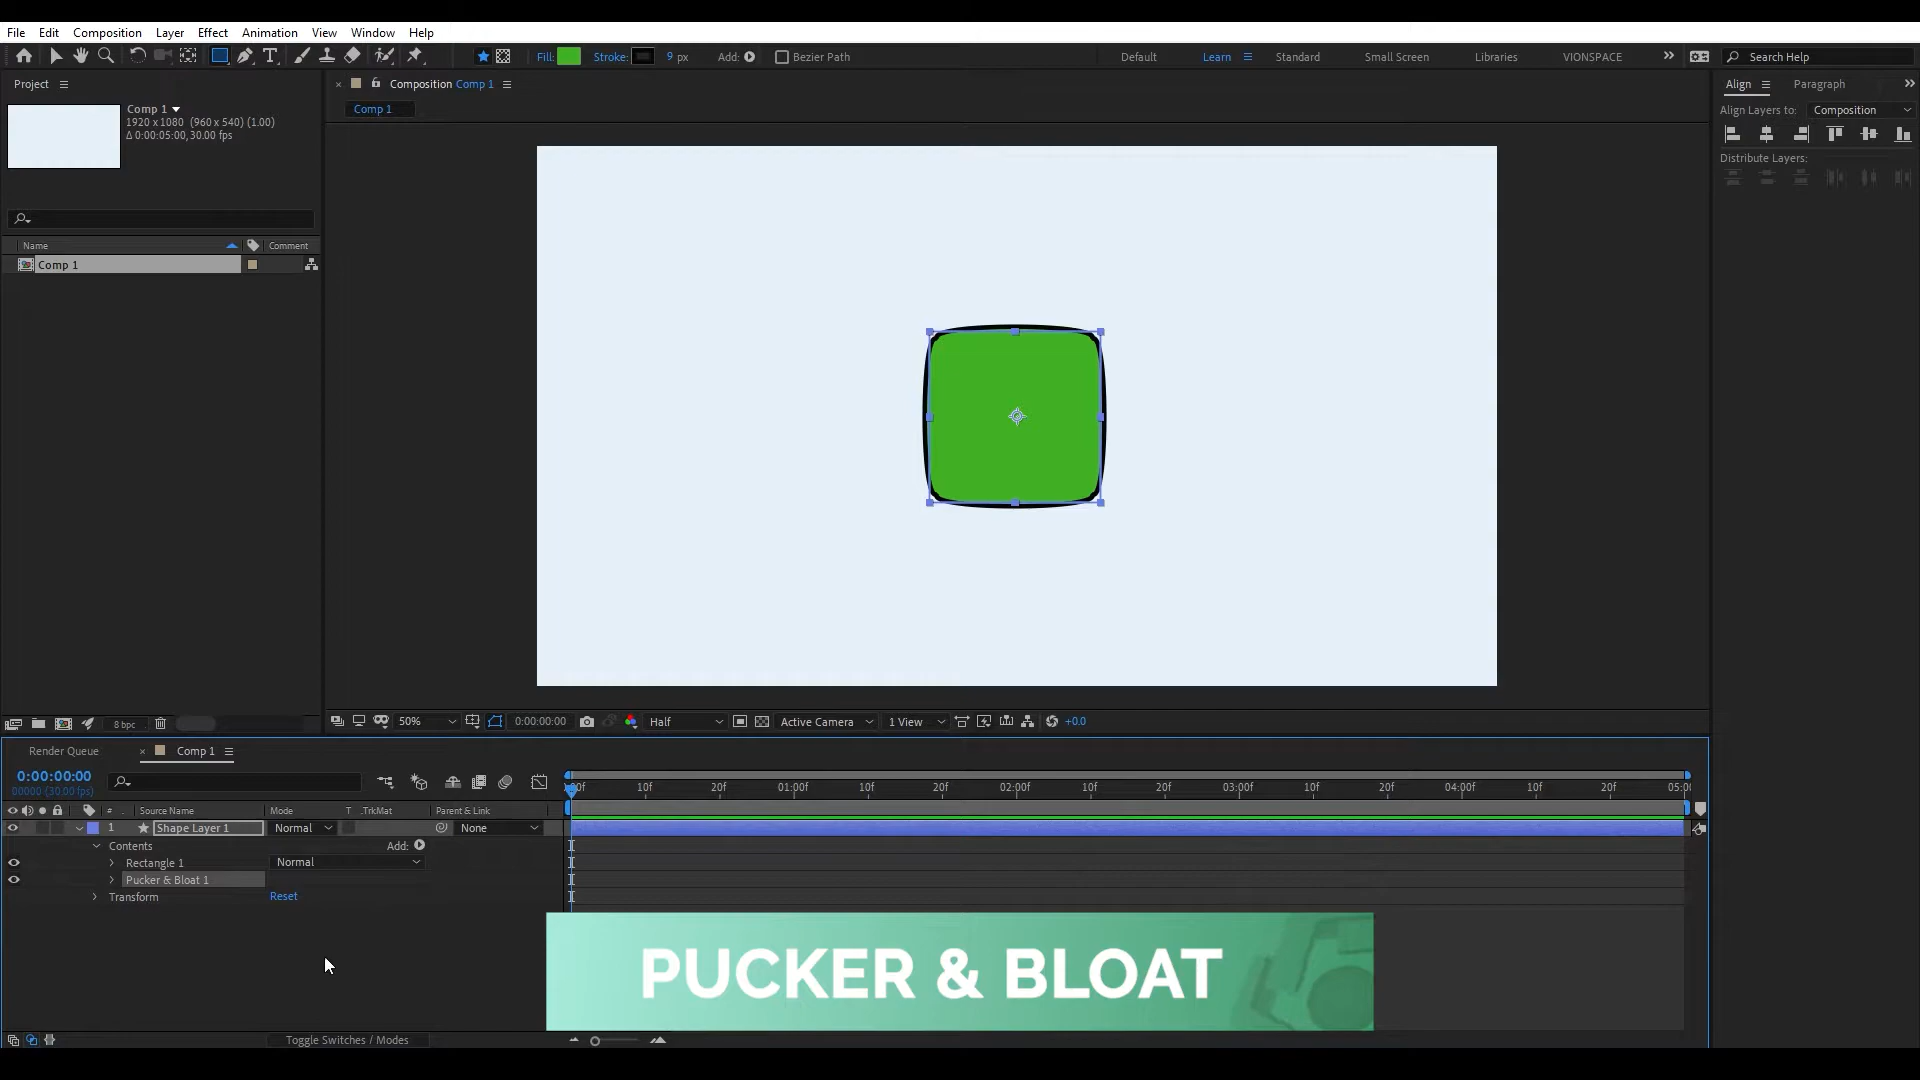 File Edit Composition Layer Effect Animation View Window Help
Fill: Stroke: 9 px Add: Bezier Path Default Learn Standard Small Screen Libraries VIONSPACE Search Help
Project
Composition Comp 1
Align Paragraph
Comp 1
1920 x 1080 (960 x 540) (1.00)
Δ 0:00:05:00, 30.00 fps
Comp 1
Align Layers to: Composition
Distribute Layers:
Name Comment
Comp 1
8 bpc
50% 0:00:00:00 Half Active Camera 1 View +0.0
Render Queue Comp 1
0:00:00:00
00000 (30.00 fps)
:00f 10f 20f 01:00f 10f 20f 02:00f 10f 20f 03:00f 10f 20f 04:00f 10f 20f 05:00
# Source Name Mode T .TrkMat Parent & Link
1 Shape Layer 1 Normal None
Contents Add:
Rectangle 1 Normal
Pucker & Bloat 1
Transform Reset
PUCKER & BLOAT
Toggle Switches / Modes